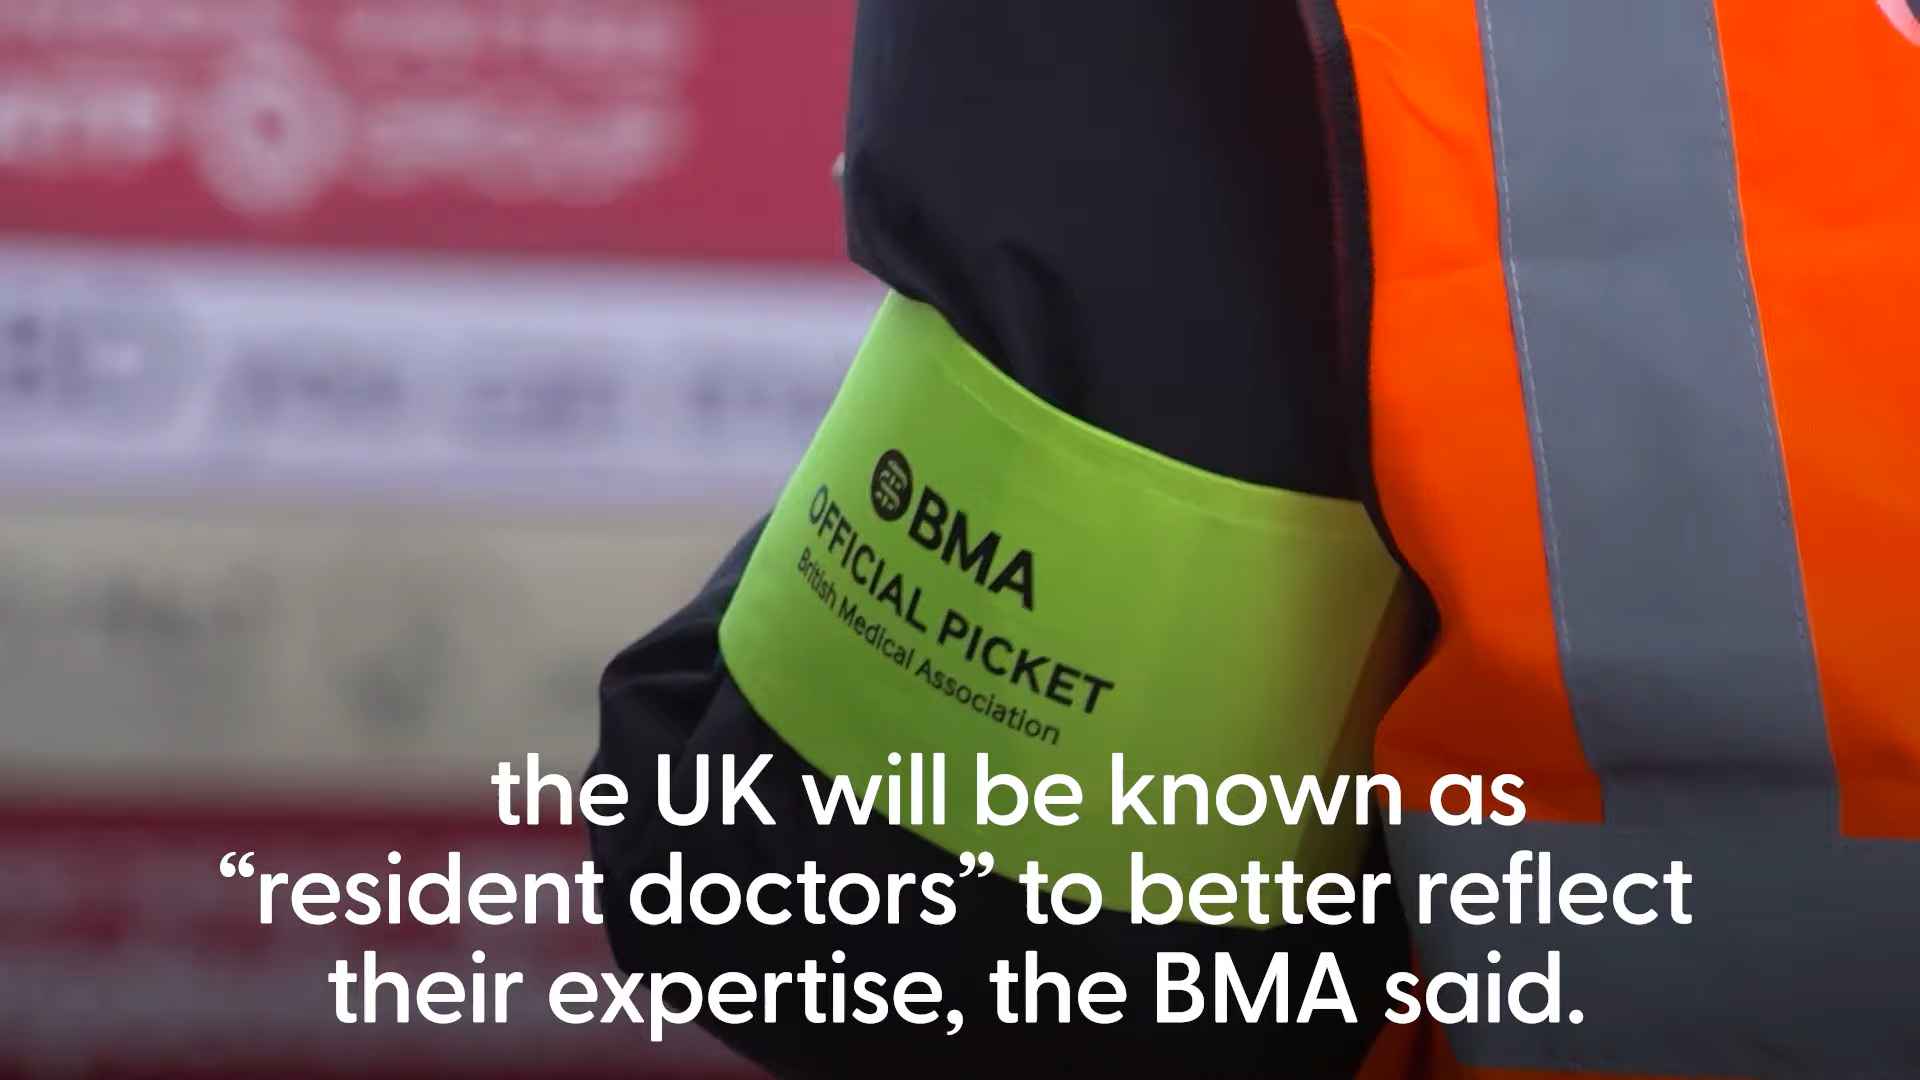 BMA
OFFICIAL PICKET
British Medical Association
the UK will be known as
“resident doctors” to better reflect
their expertise, the BMA said.